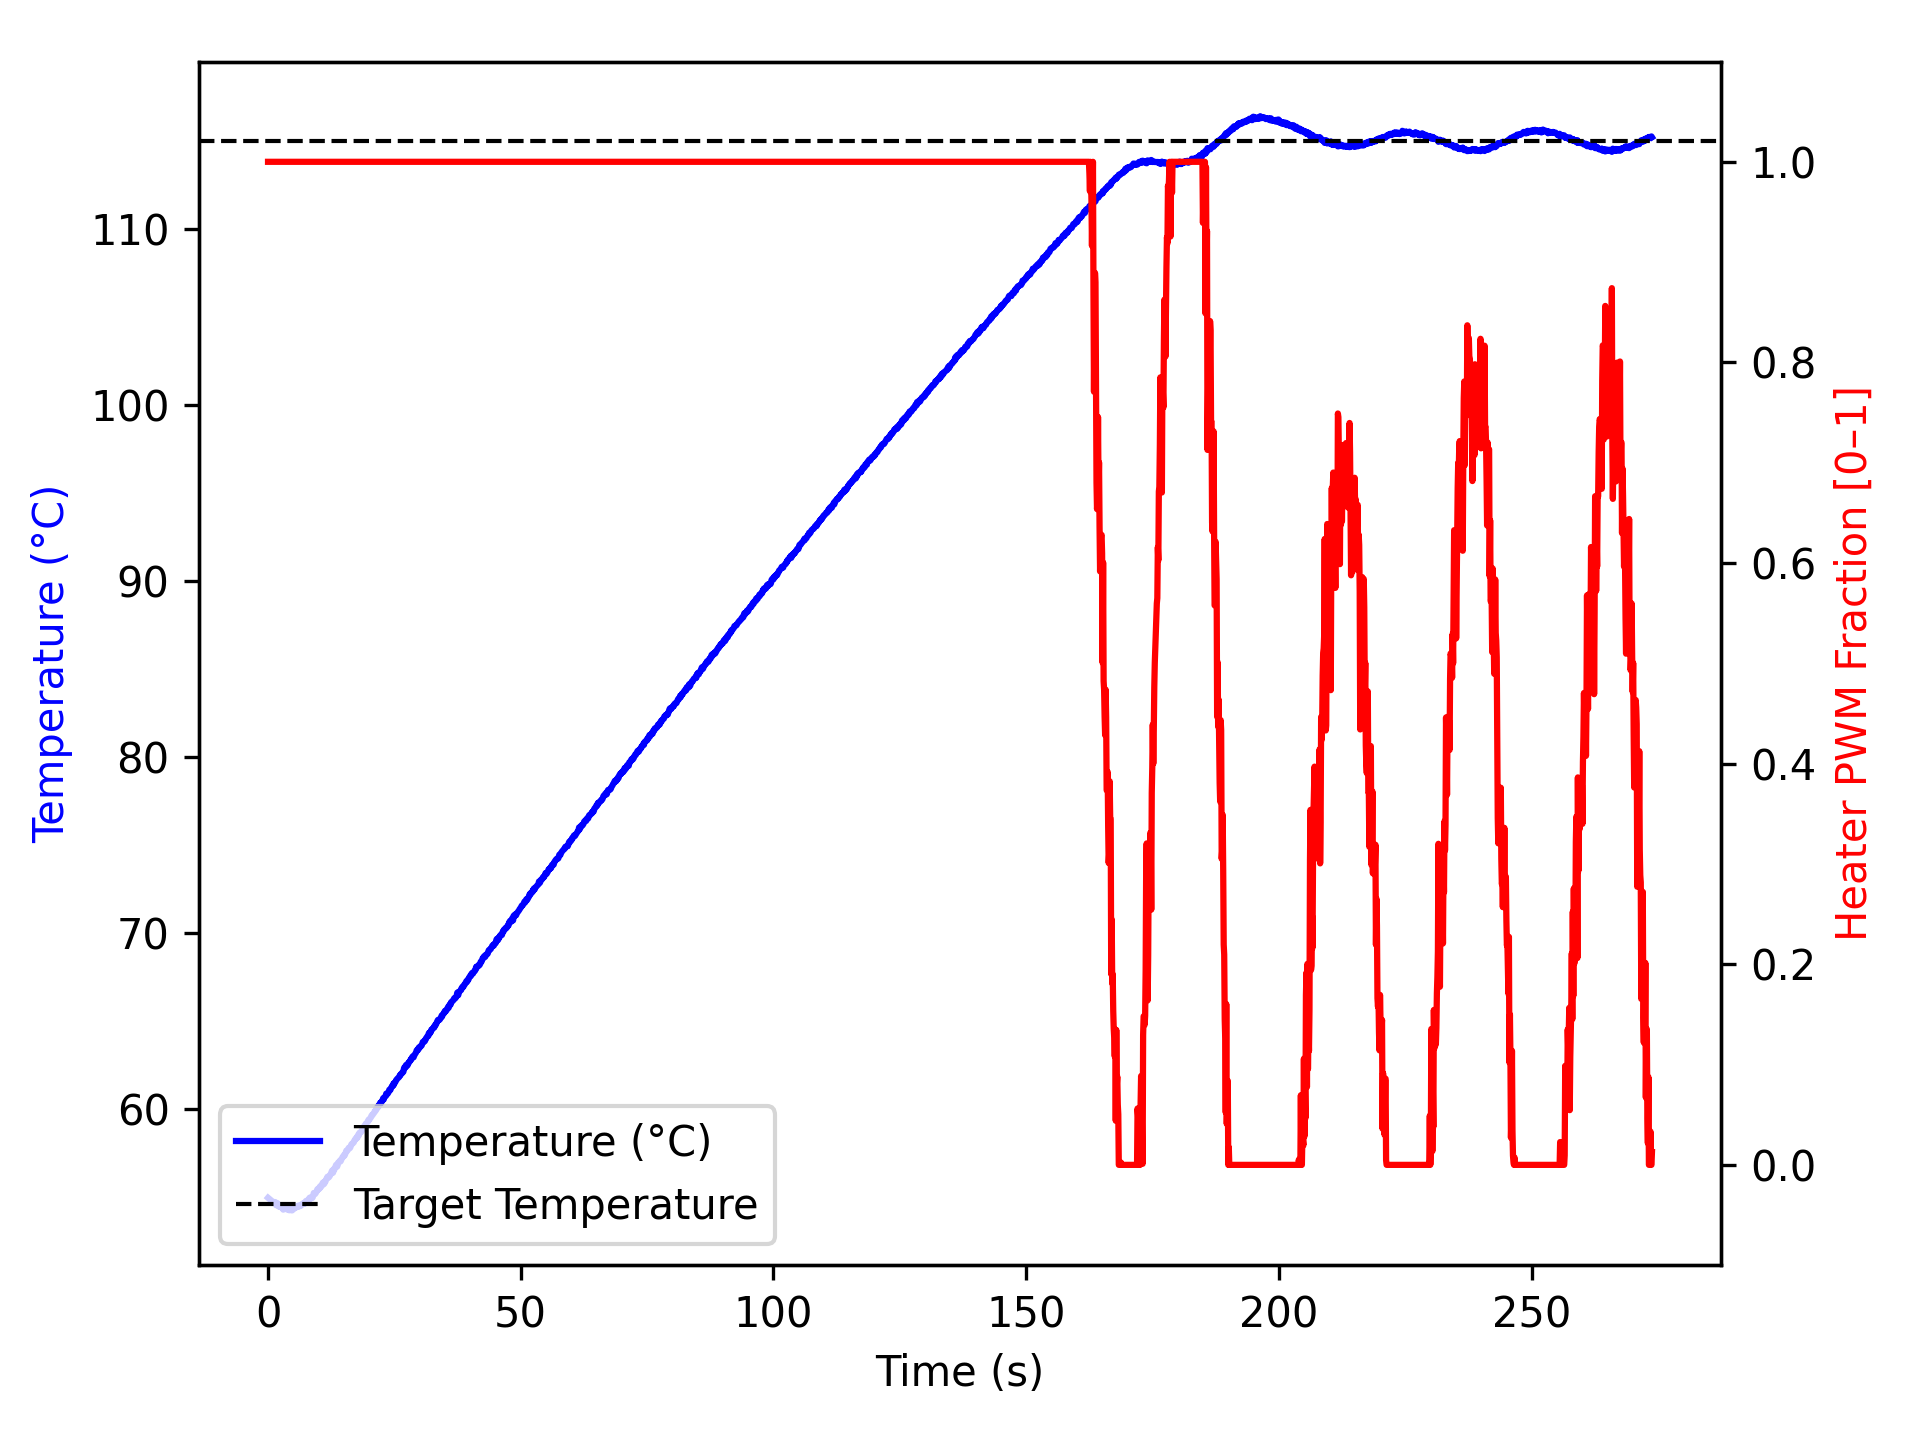 110
100
90
80
70
60
Temperature (°C)
1.0
0.8
0.6
0.4
0.2
0.0
Heater PWM Fraction [0–1]
Temperature (°C)
Target Temperature
0 50 100 150 200 250
Time (s)